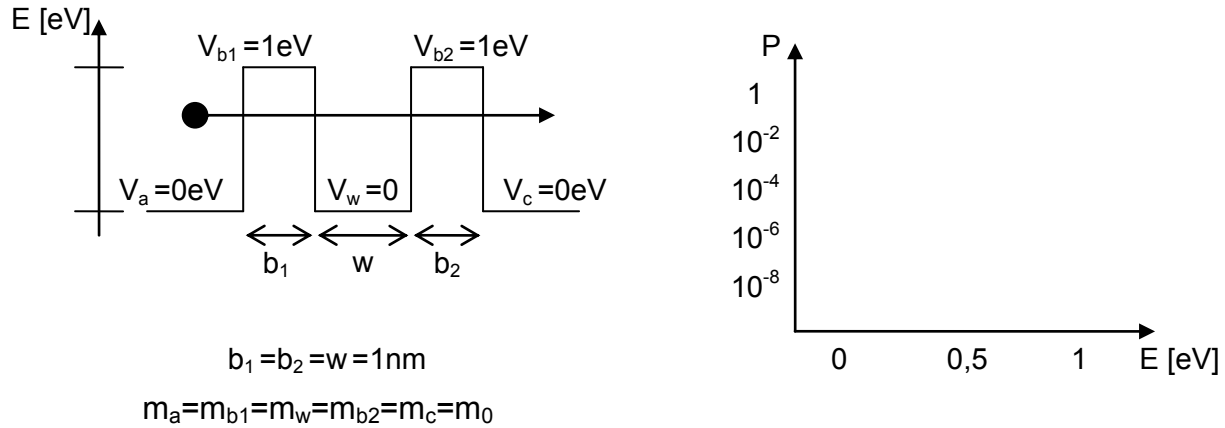 E [eV]
V_b1 =1eV
V_b2 =1eV
V_a =0eV
V_w =0
V_c =0eV
b_1
w
b_2
b_1 =b_2 =w =1nm
m_a=m_b1=m_w=m_b2=m_c=m_0
P
1
10^-2
10^-4
10^-6
10^-8
0
0,5
1
E [eV]